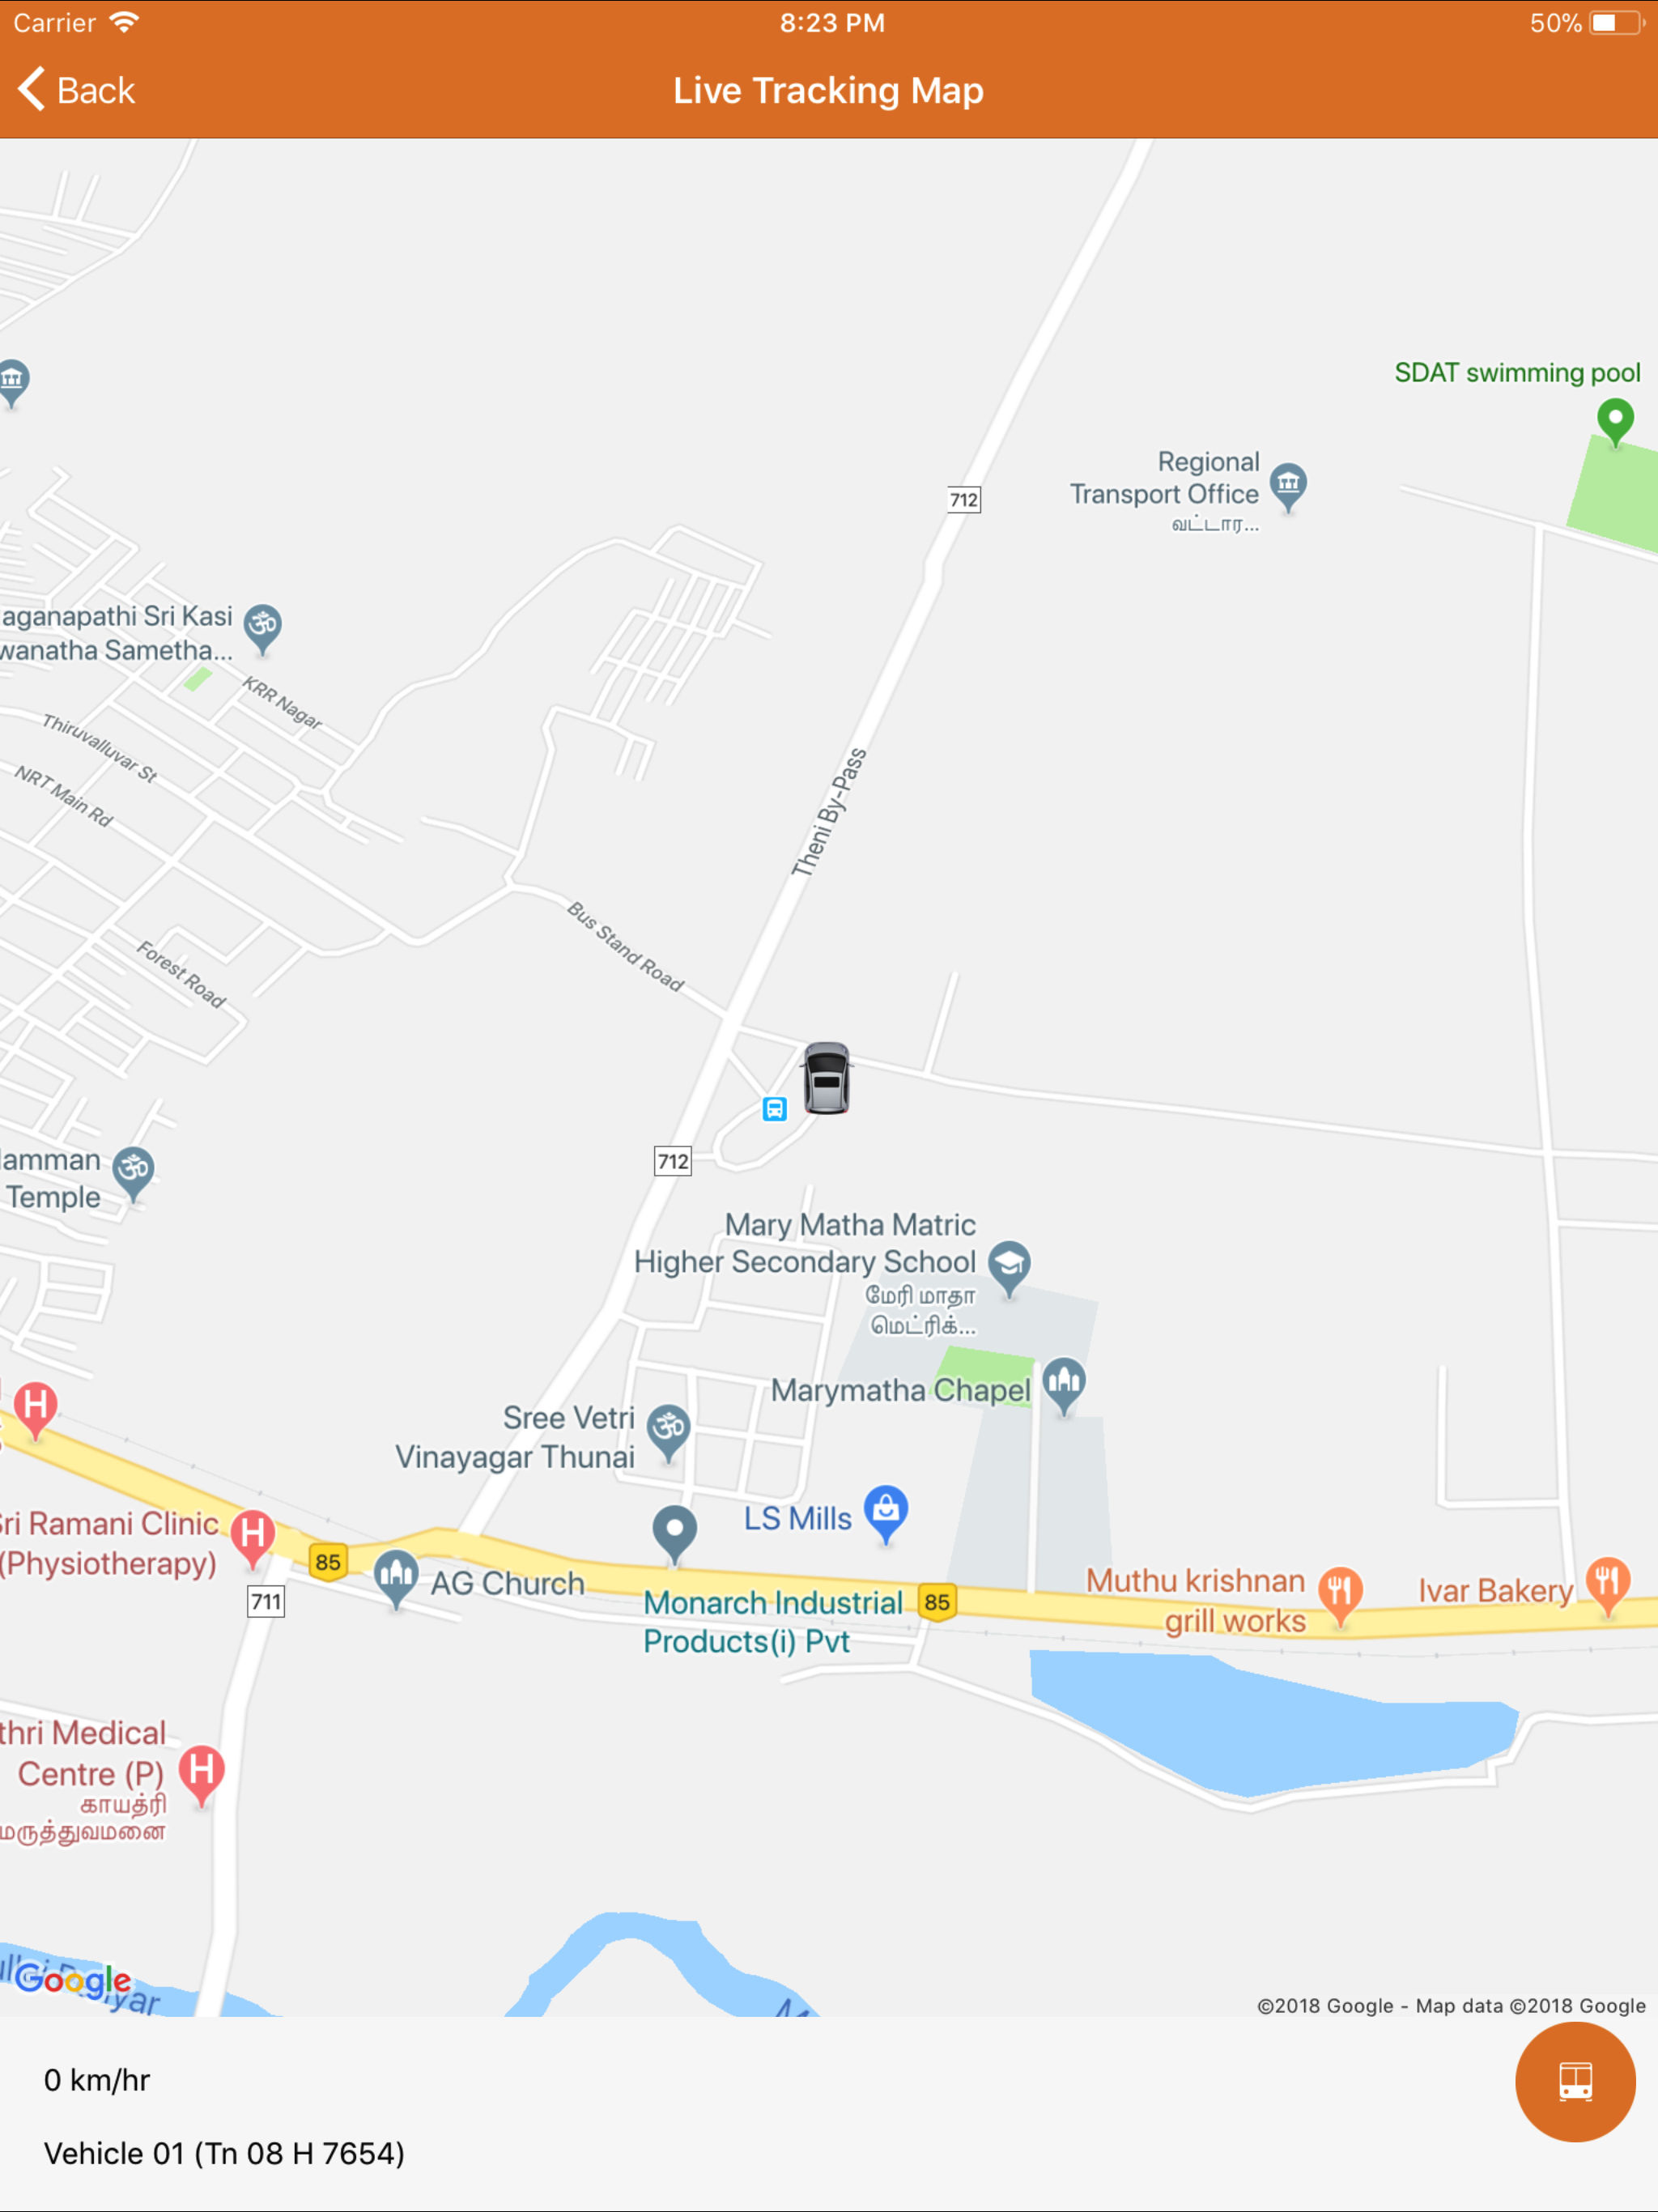 Carrier
8:23 PM
50%
Back
Live Tracking Map
SDAT swimming pool
Regional
Transport Office
வட்டார...
712
aganapathi Sri Kasi
wanatha Sametha...
KRR Nagar
Thiruvalluvar St
NRT Main Rd
Theni By-Pass
Bus Stand Road
Forest Road
712
amman
Temple
Mary Matha Matric
Higher Secondary School
மேரி மாதா
மெட்ரிக்...
Marymatha Chapel
Sree Vetri
Vinayagar Thunai
LS Mills
ri Ramani Clinic
(Physiotherapy)
85
711
AG Church
Monarch Industrial
Products(i) Pvt
85
Muthu krishnan
grill works
Ivar Bakery
thri Medical
Centre (P)
காயத்ரி
மருத்துவமனை
Google
yar
©2018 Google - Map data ©2018 Google
0 km/hr
Vehicle 01 (Tn 08 H 7654)